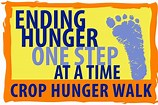 ENDING
HUNGER
ONE STEP
AT A TIME
CROP HUNGER WALK